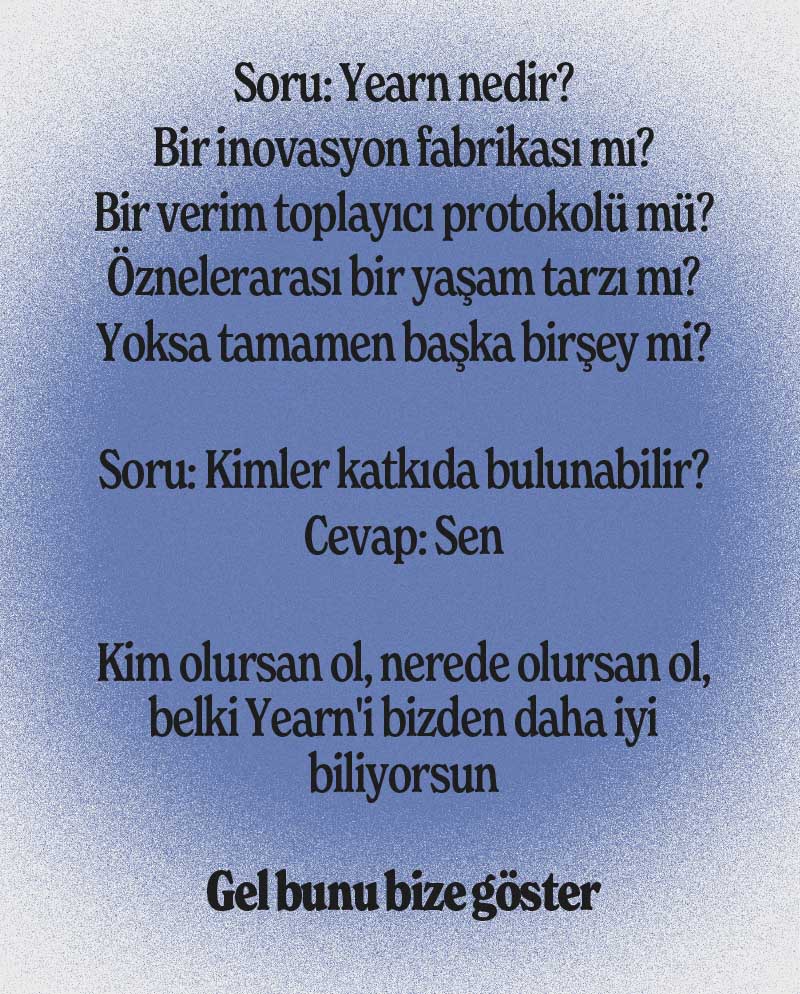 Soru: Yearn nedir?
Bir inovasyon fabrikası mı?
Bir verim toplayıcı protokolü mü?
Öznelerarası bir yaşam tarzı mı?
Yoksa tamamen başka birşey mi?
Soru: Kimler katkıda bulunabilir?
Cevap: Sen
Kim olursan ol, nerede olursan ol,
belki Yearn'i bizden daha iyi
biliyorsun
Gel bunu bize göster